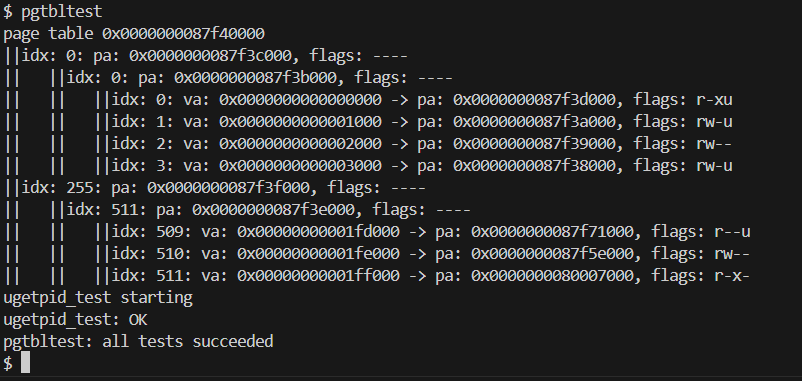 $ pgtbltest
page table 0x0000000087f40000
||idx: 0: pa: 0x0000000087f3c000, flags: ----
||   ||idx: 0: pa: 0x0000000087f3b000, flags: ----
||   ||   ||idx: 0: va: 0x0000000000000000 -> pa: 0x0000000087f3d000, flags: r-xu
||   ||   ||idx: 1: va: 0x0000000000001000 -> pa: 0x0000000087f3a000, flags: rw-u
||   ||   ||idx: 2: va: 0x0000000000002000 -> pa: 0x0000000087f39000, flags: rw--
||   ||   ||idx: 3: va: 0x0000000000003000 -> pa: 0x0000000087f38000, flags: rw-u
||idx: 255: pa: 0x0000000087f3f000, flags: ----
||   ||idx: 511: pa: 0x0000000087f3e000, flags: ----
||   ||   ||idx: 509: va: 0x00000000001fd000 -> pa: 0x0000000087f71000, flags: r--u
||   ||   ||idx: 510: va: 0x00000000001fe000 -> pa: 0x0000000087f5e000, flags: rw--
||   ||   ||idx: 511: va: 0x00000000001ff000 -> pa: 0x0000000080007000, flags: r-x-
ugetpid_test starting
ugetpid_test: OK
pgtbltest: all tests succeeded
$